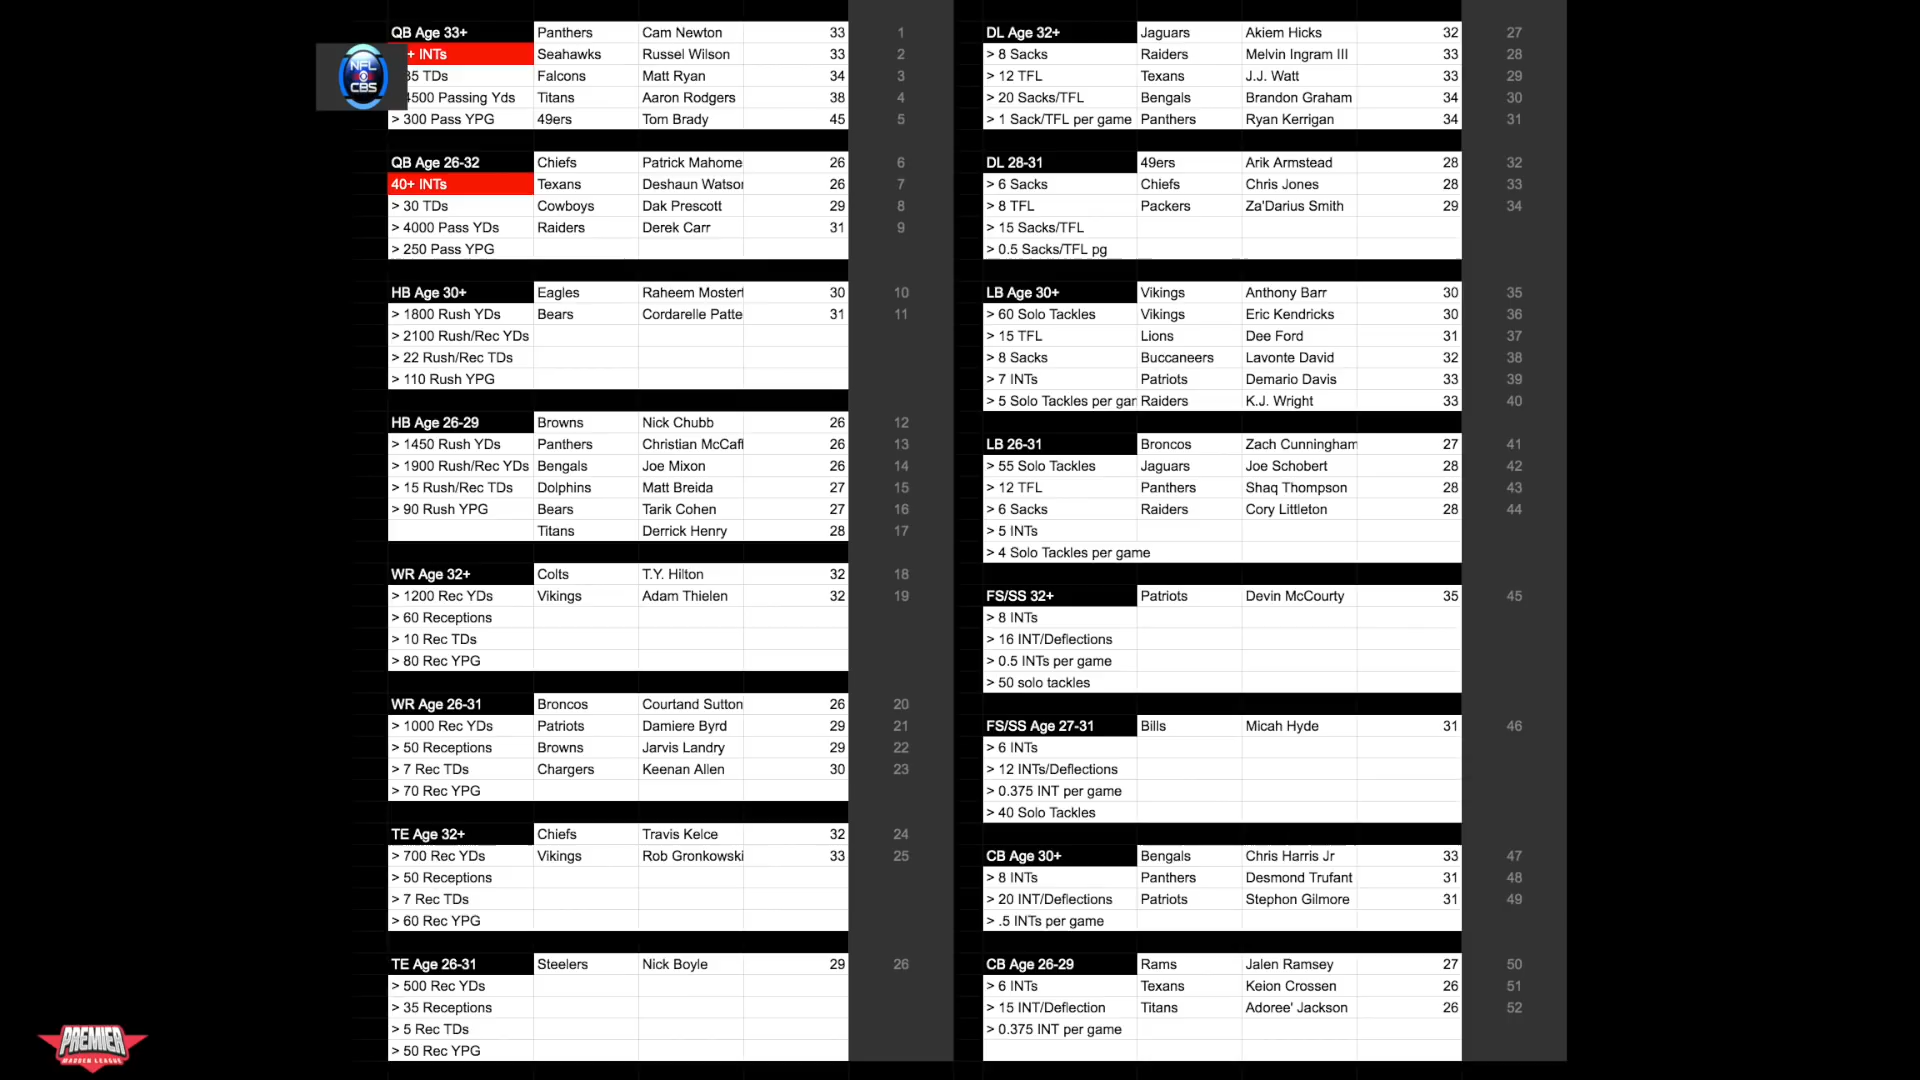 QB Age 33+ Panthers Cam Newton 33 1
+ INTs Seahawks Russel Wilson 33 2
35 TDs Falcons Matt Ryan 34 3
4500 Passing Yds Titans Aaron Rodgers 38 4
> 300 Pass YPG 49ers Tom Brady 45 5
NFL
CBS
QB Age 26-32 Chiefs Patrick Mahome 26 6
40+ INTs Texans Deshaun Watson 26 7
> 30 TDs Cowboys Dak Prescott 29 8
> 4000 Pass YDs Raiders Derek Carr 31 9
> 250 Pass YPG
HB Age 30+ Eagles Raheem Mostert 30 10
> 1800 Rush YDs Bears Cordarelle Patte 31 11
> 2100 Rush/Rec YDs
> 22 Rush/Rec TDs
> 110 Rush YPG
HB Age 26-29 Browns Nick Chubb 26 12
> 1450 Rush YDs Panthers Christian McCaff 26 13
> 1900 Rush/Rec YDs Bengals Joe Mixon 26 14
> 15 Rush/Rec TDs Dolphins Matt Breida 27 15
> 90 Rush YPG Bears Tarik Cohen 27 16
Titans Derrick Henry 28 17
WR Age 32+ Colts T.Y. Hilton 32 18
> 1200 Rec YDs Vikings Adam Thielen 32 19
> 60 Receptions
> 10 Rec TDs
> 80 Rec YPG
WR Age 26-31 Broncos Courtand Sutton 26 20
> 1000 Rec YDs Patriots Damiere Byrd 29 21
> 50 Receptions Browns Jarvis Landry 29 22
> 7 Rec TDs Chargers Keenan Allen 30 23
> 70 Rec YPG
TE Age 32+ Chiefs Travis Kelce 32 24
> 700 Rec YDs Vikings Rob Gronkowski 33 25
> 50 Receptions
> 7 Rec TDs
> 60 Rec YPG
TE Age 26-31 Steelers Nick Boyle 29 26
> 500 Rec YDs
> 35 Receptions
> 5 Rec TDs
> 50 Rec YPG
DL Age 32+ Jaguars Akiem Hicks 32 27
> 8 Sacks Raiders Melvin Ingram III 33 28
> 12 TFL Texans J.J. Watt 33 29
> 20 Sacks/TFL Bengals Brandon Graham 34 30
> 1 Sack/TFL per game Panthers Ryan Kerrigan 34 31
DL 28-31 49ers Arik Armstead 28 32
> 6 Sacks Chiefs Chris Jones 28 33
> 8 TFL Packers Za'Darius Smith 29 34
> 15 Sacks/TFL
> 0.5 Sacks/TFL pg
LB Age 30+ Vikings Anthony Barr 30 35
> 60 Solo Tackles Vikings Eric Kendricks 30 36
> 15 TFL Lions Dee Ford 31 37
> 8 Sacks Buccaneers Lavonte David 32 38
> 7 INTs Patriots Demario Davis 33 39
> 5 Solo Tackles per gar Raiders K.J. Wright 33 40
LB 26-31 Broncos Zach Cunningham 27 41
> 55 Solo Tackles Jaguars Joe Schobert 28 42
> 12 TFL Panthers Shaq Thompson 28 43
> 6 Sacks Raiders Cory Littleton 28 44
> 5 INTs
> 4 Solo Tackles per game
FS/SS 32+ Patriots Devin McCourty 35 45
> 8 INTs
> 16 INT/Deflections
> 0.5 INTs per game
> 50 solo tackles
FS/SS Age 27-31 Bills Micah Hyde 31 46
> 6 INTs
> 12 INTs/Deflections
> 0.375 INT per game
> 40 Solo Tackles
CB Age 30+ Bengals Chris Harris Jr 33 47
> 8 INTs Panthers Desmond Trufant 31 48
> 20 INT/Deflections Patriots Stephon Gilmore 31 49
> .5 INTs per game
CB Age 26-29 Rams Jalen Ramsey 27 50
> 6 INTs Texans Keion Crossen 26 51
> 15 INT/Deflection Titans Adoree' Jackson 26 52
> 0.375 INT per game
PREMIER
MADDEN LEAGUE